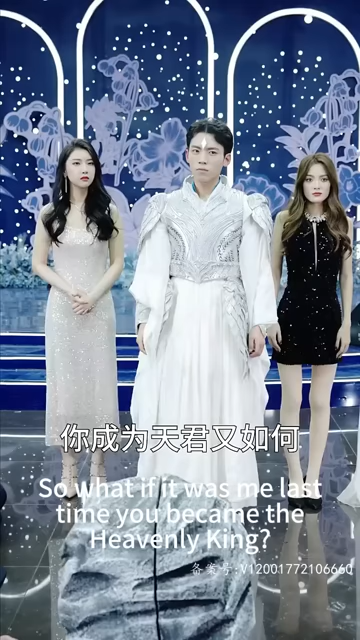 你成为天君又如何
So what if it was me last
time you became the
Heavenly King?
备案号:V12001772106660